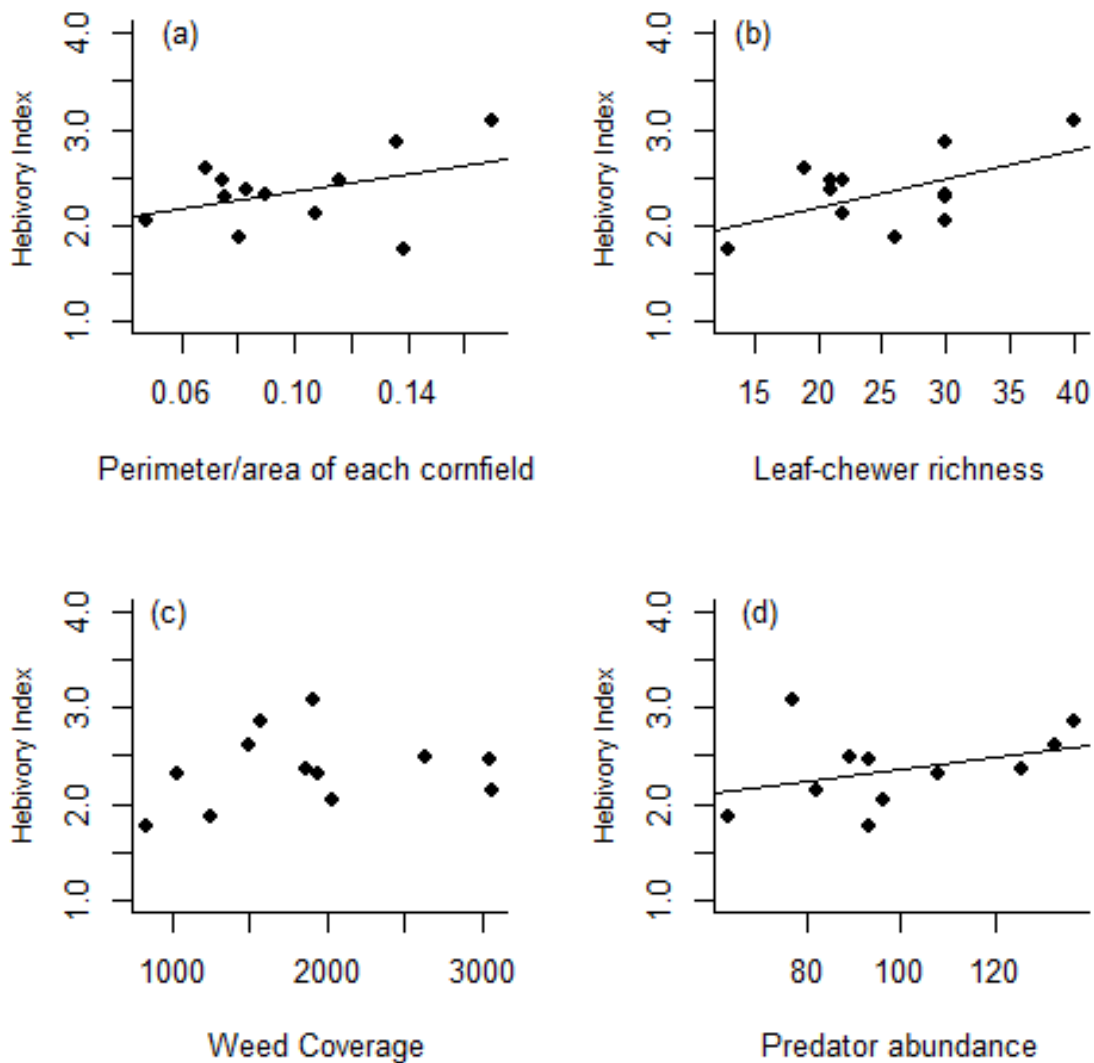 (a)
Hebivory Index
4.0
3.0
2.0
1.0
0.06 0.10 0.14
Perimeter/area of each cornfield
(b)
Hebivory Index
4.0
3.0
2.0
1.0
15 20 25 30 35 40
Leaf-chewer richness
(c)
Hebivory Index
4.0
3.0
2.0
1.0
1000 2000 3000
Weed Coverage
(d)
Hebivory Index
4.0
3.0
2.0
1.0
80 100 120
Predator abundance